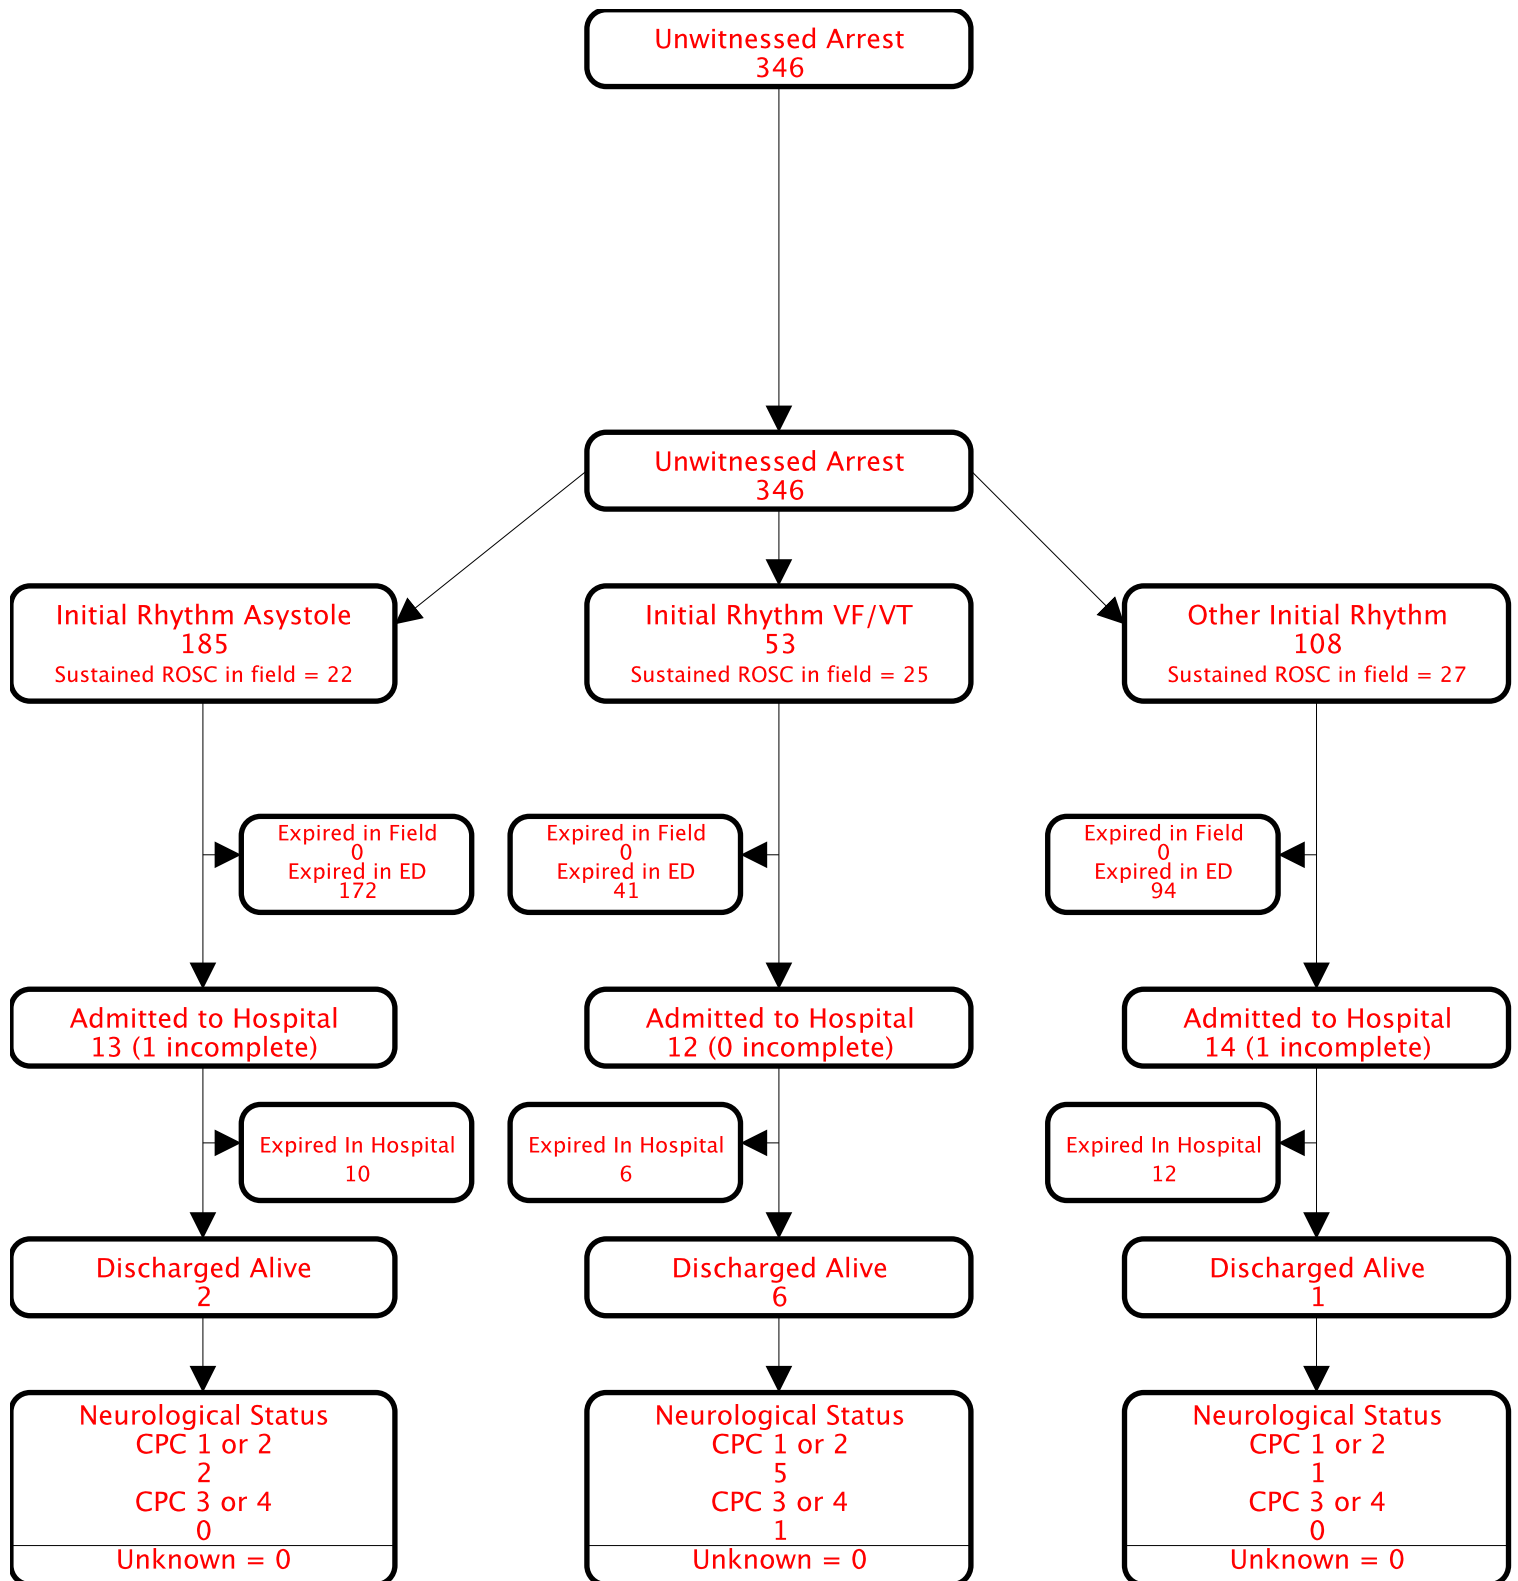 Unwitnessed Arrest
346
Unwitnessed Arrest
346
Initial Rhythm Asystole
185
Sustained ROSC in field = 22
Initial Rhythm VF/VT
53
Sustained ROSC in field = 25
Other Initial Rhythm
108
Sustained ROSC in field = 27
Expired in Field
0
Expired in ED
172
Expired in Field
0
Expired in ED
41
Expired in Field
0
Expired in ED
94
Admitted to Hospital
13 (1 incomplete)
Admitted to Hospital
12 (0 incomplete)
Admitted to Hospital
14 (1 incomplete)
Expired In Hospital
10
Expired In Hospital
6
Expired In Hospital
12
Discharged Alive
2
Discharged Alive
6
Discharged Alive
1
Neurological Status
CPC 1 or 2
2
CPC 3 or 4
0
Unknown = 0
Neurological Status
CPC 1 or 2
5
CPC 3 or 4
1
Unknown = 0
Neurological Status
CPC 1 or 2
1
CPC 3 or 4
0
Unknown = 0